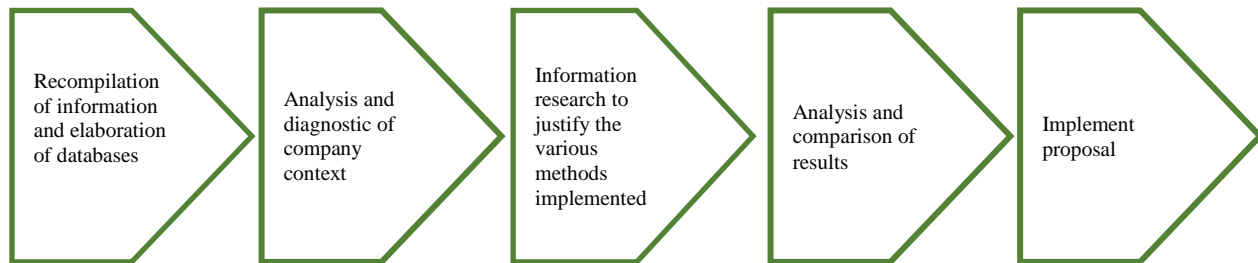 Recompilation
of information
and elaboration
of databases
Analysis and
diagnostic of
company
context
Information
research to
justify the
various
methods
implemented
Analysis and
comparison of
results
Implement
proposal